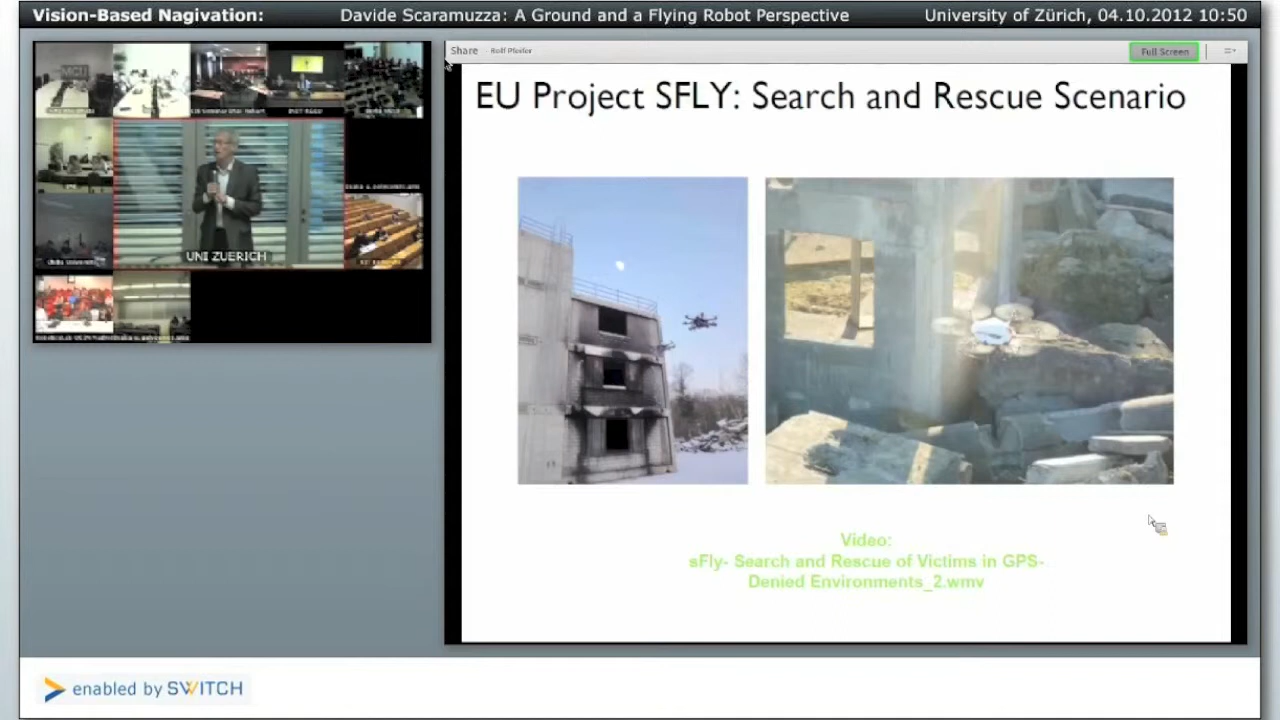 Vision-Based Nagivation: Davide Scaramuzza: A Ground and a Flying Robot Perspective University of Zürich, 04.10.2012 10:50
Share Rolf Pfeifer Full Screen
EU Project SFLY: Search and Rescue Scenario
UNI ZUERICH
Video:
sFly- Search and Rescue of Victims in GPS-
Denied Environments_2.wmv
enabled by SWITCH